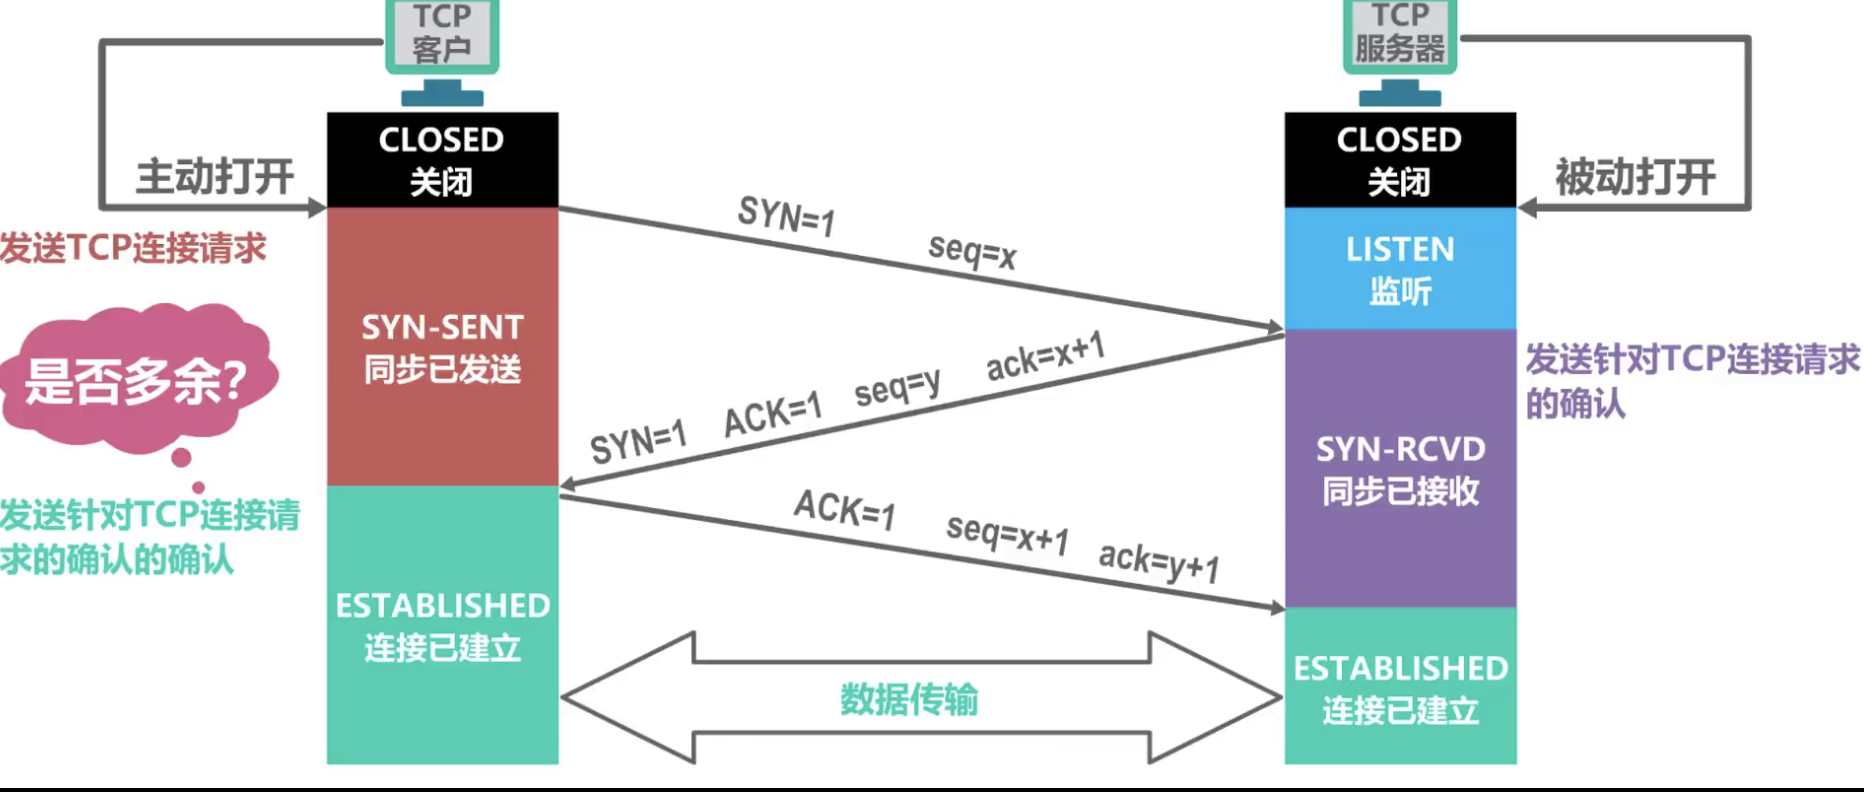 TCP
客户
TCP
服务器
CLOSED
关闭
CLOSED
关闭
主动打开
被动打开
SYN=1 seq=x
发送TCP连接请求
LISTEN
监听
SYN-SENT
同步已发送
是否多余?
SYN=1 ACK=1 seq=y ack=x+1
发送针对TCP连接请求
的确认
SYN-RCVD
同步已接收
发送针对TCP连接请
求的确认的确认
ACK=1 seq=x+1 ack=y+1
ESTABLISHED
连接已建立
数据传输
ESTABLISHED
连接已建立